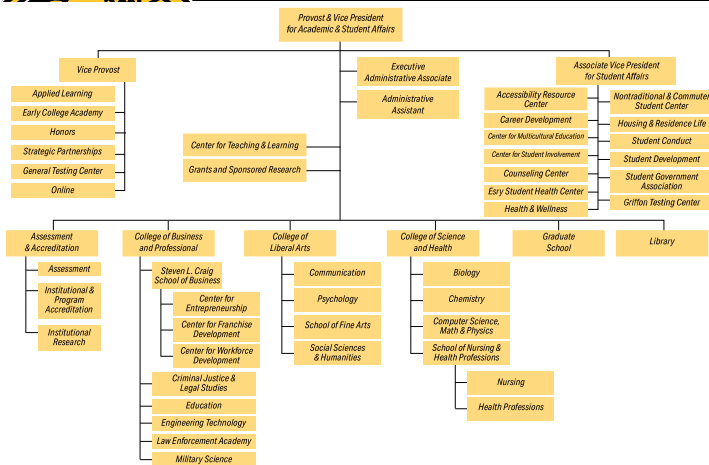 Provost & Vice President
for Academic & Student Affairs
Vice Provost
Applied Learning
Early College Academy
Honors
Strategic Partnerships
General Testing Center
Online
Executive
Administrative Associate
Administrative
Assistant
Center for Teaching & Learning
Grants and Sponsored Research
Associate Vice President
for Student Affairs
Accessibility Resource
Center
Career Development
Center for Multicultural Education
Center for Student Involvement
Counseling Center
Esry Student Health Center
Health & Wellness
Nontraditional & Commuter
Student Center
Housing & Residence Life
Student Conduct
Student Development
Student Government
Association
Griffon Testing Center
Assessment
& Accreditation
Assessment
Institutional &
Program
Accreditation
Institutional
Research
College of Business
and Professional
Steven L. Craig
School of Business
Center for
Entrepreneurship
Center for Franchise
Development
Center for Workforce
Development
Criminal Justice &
Legal Studies
Education
Engineering Technology
Law Enforcement Academy
Military Science
College of
Liberal Arts
Communication
Psychology
School of Fine Arts
Social Sciences
& Humanities
College of Science
and Health
Biology
Chemistry
Computer Science,
Math & Physics
School of Nursing &
Health Professions
Nursing
Health Professions
Graduate
School
Library